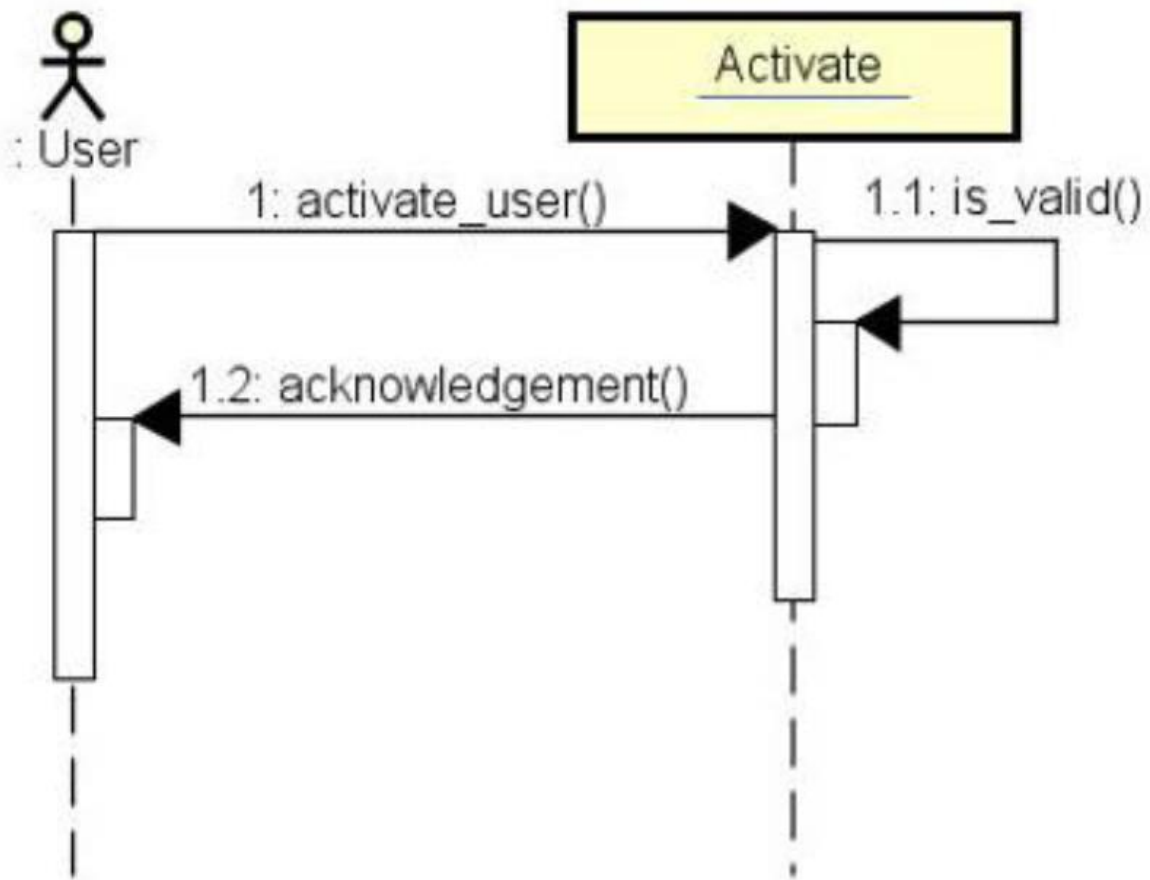 Activate
: User
1: activate_user()
1.1: is_valid()
1.2: acknowledgement()